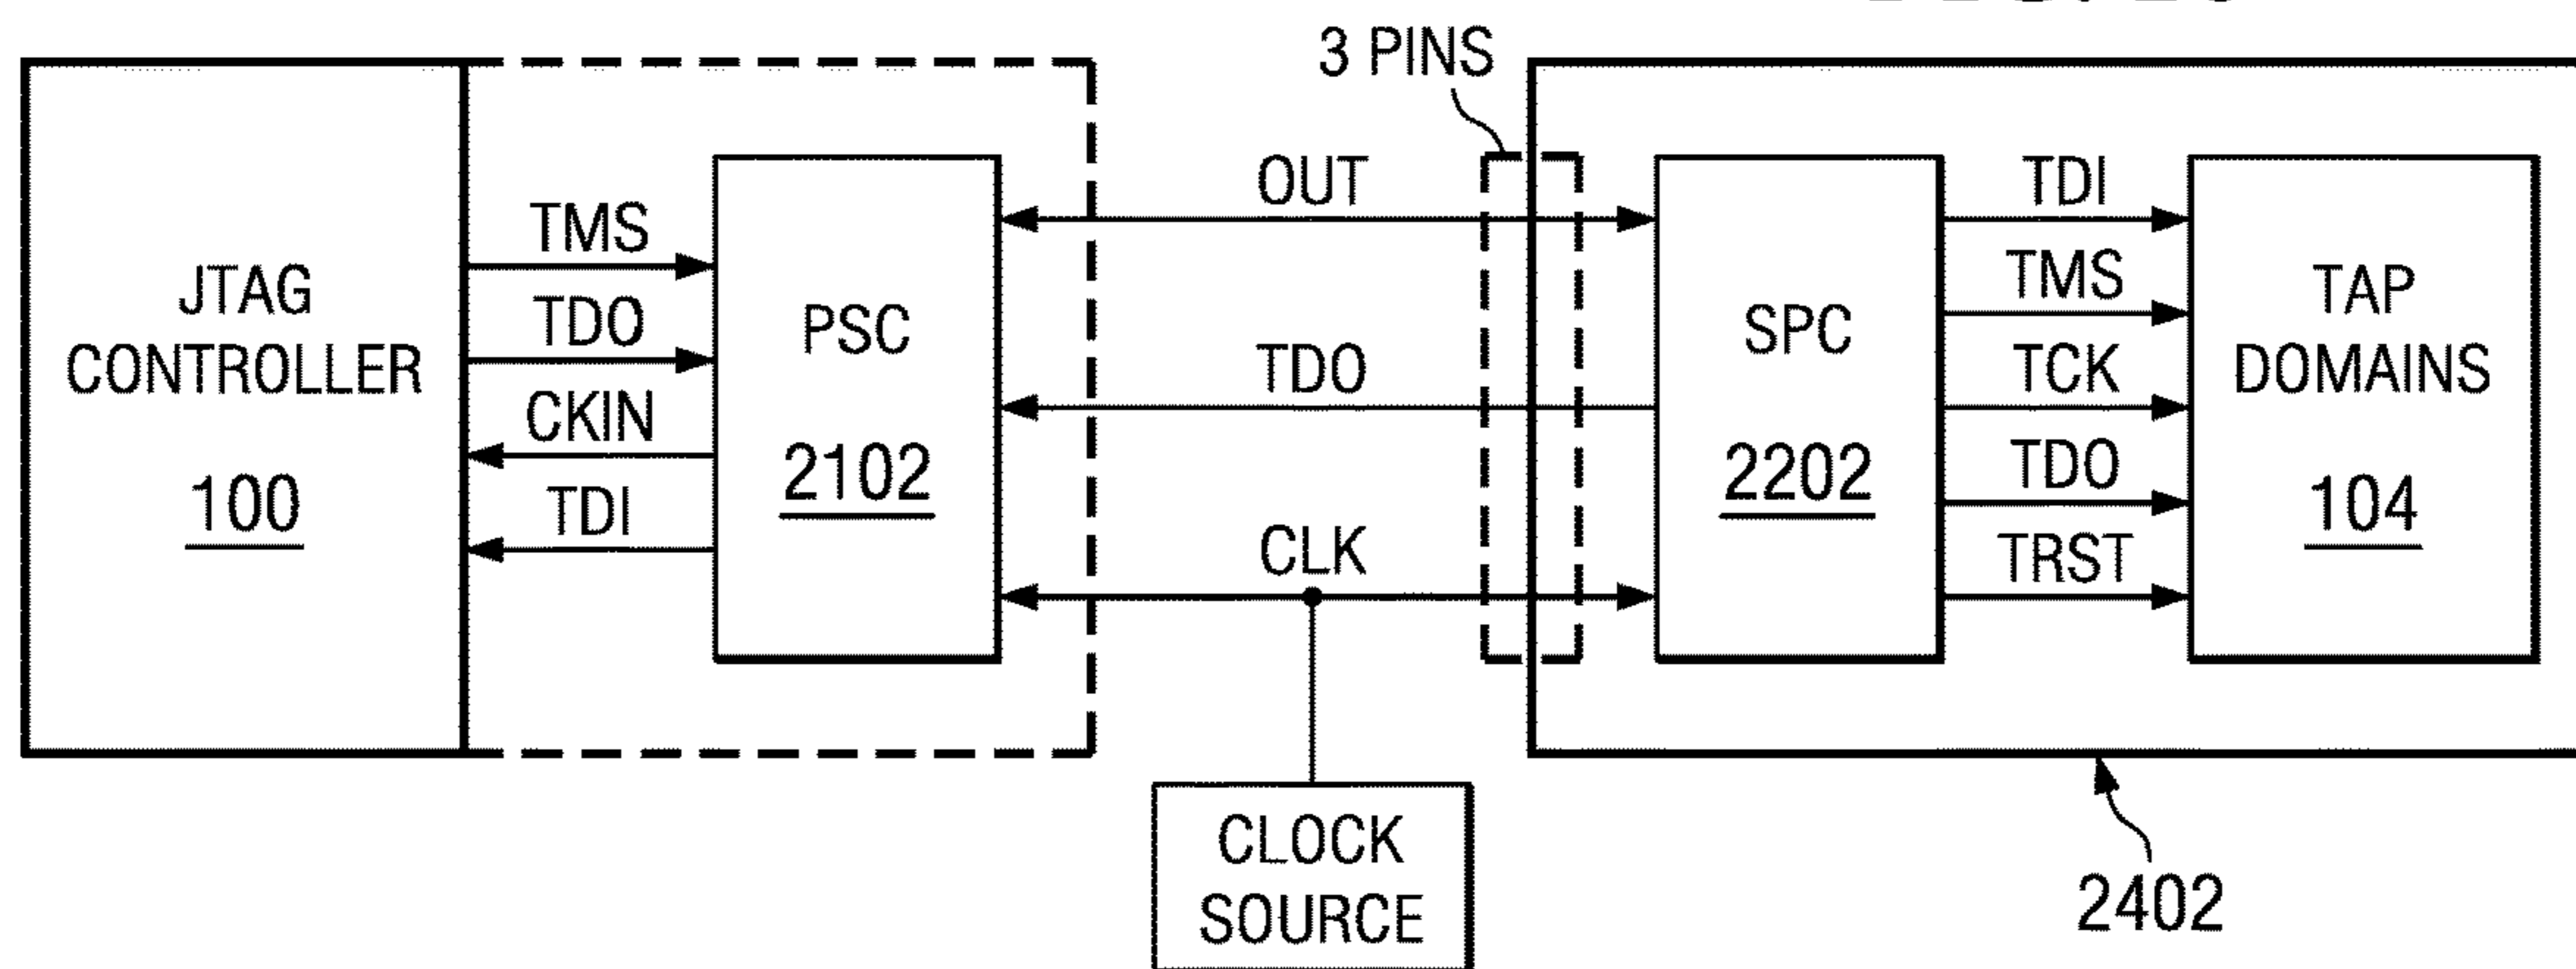 3 PINS
JTAG
CONTROLLER
100
TMS
TDO
CKIN
TDI
PSC
2102
OUT
TDO
CLK
SPC
2202
TDI
TMS
TCK
TDO
TRST
TAP
DOMAINS
104
CLOCK
SOURCE
2402